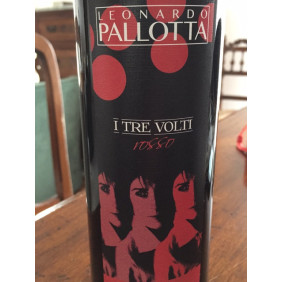 LEONARDO
PALLOTTA
I TRE VOLTI
rosso